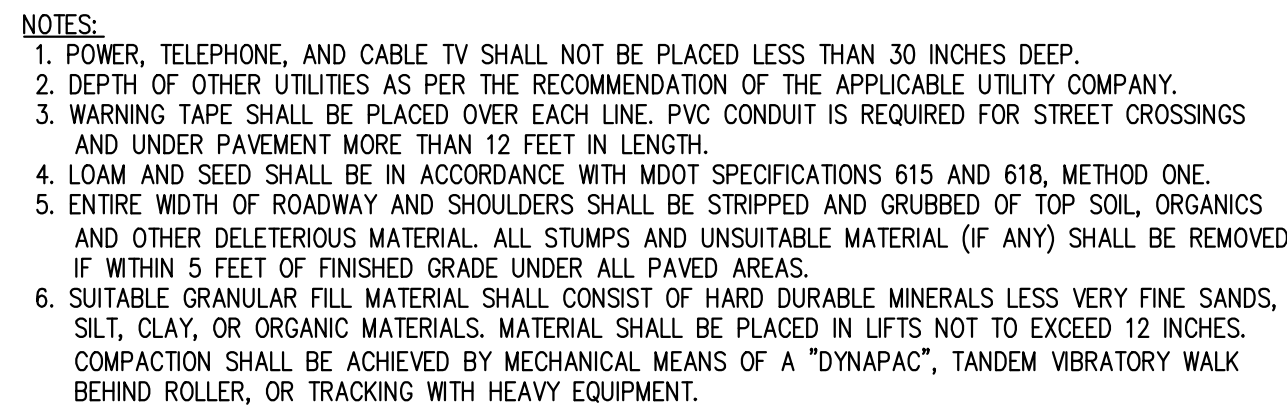 NOTES:
1. POWER, TELEPHONE, AND CABLE TV SHALL NOT BE PLACED LESS THAN 30 INCHES DEEP.
2. DEPTH OF OTHER UTILITIES AS PER THE RECOMMENDATION OF THE APPLICABLE UTILITY COMPANY.
3. WARNING TAPE SHALL BE PLACED OVER EACH LINE. PVC CONDUIT IS REQUIRED FOR STREET CROSSINGS
AND UNDER PAVEMENT MORE THAN 12 FEET IN LENGTH.
4. LOAM AND SEED SHALL BE IN ACCORDANCE WITH MDOT SPECIFICATIONS 615 AND 618, METHOD ONE.
5. ENTIRE WIDTH OF ROADWAY AND SHOULDERS SHALL BE STRIPPED AND GRUBBED OF TOP SOIL, ORGANICS
AND OTHER DELETERIOUS MATERIAL. ALL STUMPS AND UNSUITABLE MATERIAL (IF ANY) SHALL BE REMOVED
IF WITHIN 5 FEET OF FINISHED GRADE UNDER ALL PAVED AREAS.
6. SUITABLE GRANULAR FILL MATERIAL SHALL CONSIST OF HARD DURABLE MINERALS LESS VERY FINE SANDS,
SILT, CLAY, OR ORGANIC MATERIALS. MATERIAL SHALL BE PLACED IN LIFTS NOT TO EXCEED 12 INCHES.
COMPACTION SHALL BE ACHIEVED BY MECHANICAL MEANS OF A "DYNAPAC", TANDEM VIBRATORY WALK
BEHIND ROLLER, OR TRACKING WITH HEAVY EQUIPMENT.